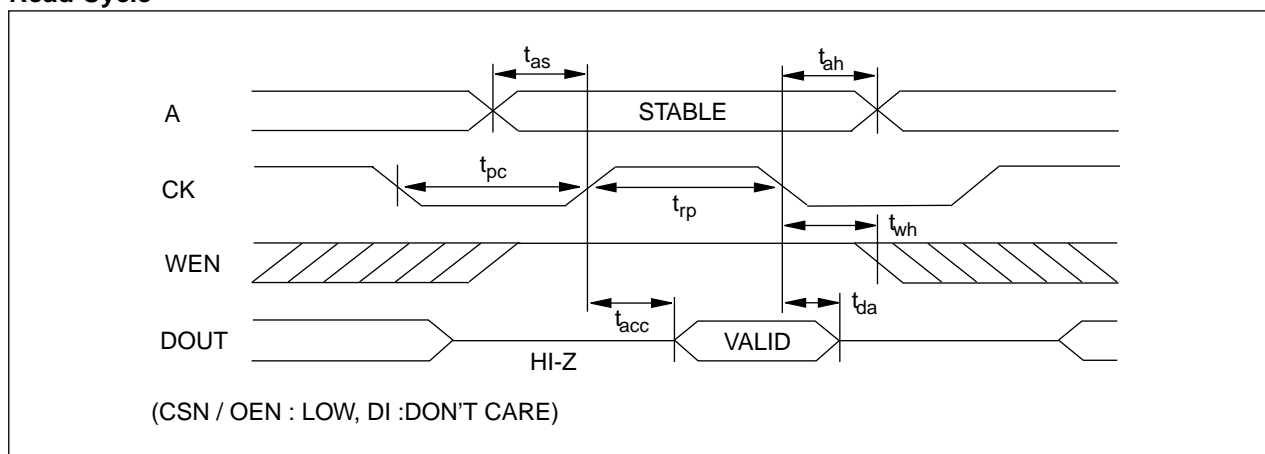 Read Cycle
t_as
t_ah
A
STABLE
CK
t_pc
t_rp
t_wh
WEN
t_acc
t_da
DOUT
VALID
HI-Z
(CSN / OEN : LOW, DI :DON'T CARE)